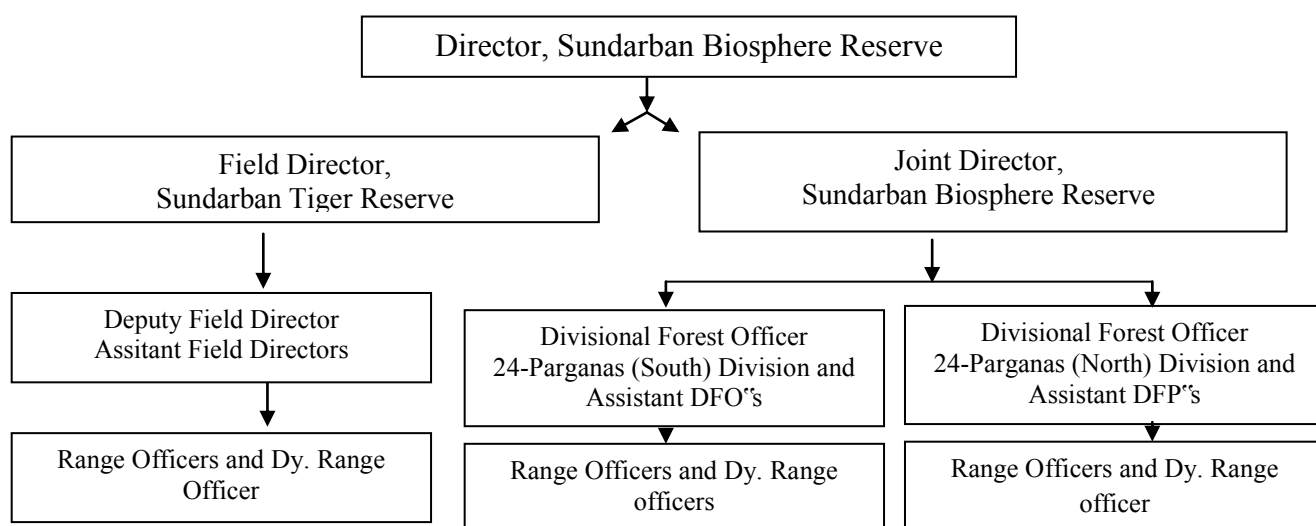 Director, Sundarban Biosphere Reserve
Field Director,
Sundarban Tiger Reserve
Joint Director,
Sundarban Biosphere Reserve
Deputy Field Director
Assitant Field Directors
Divisional Forest Officer
24-Parganas (South) Division and
Assistant DFO‟s
Divisional Forest Officer
24-Parganas (North) Division and
Assistant DFP‟s
Range Officers and Dy. Range
Officer
Range Officers and Dy. Range
officers
Range Officers and Dy. Range
officer